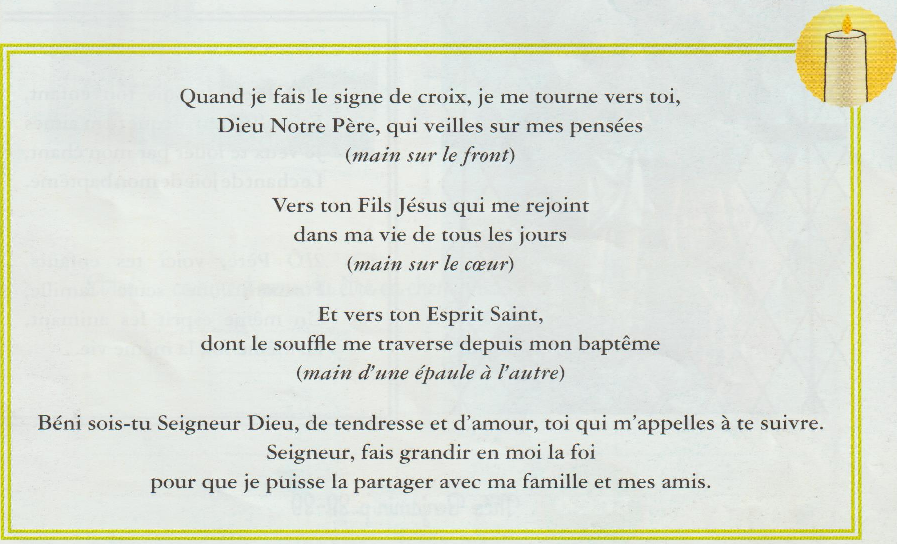 Quand je fais le signe de croix, je me tourne vers toi,
Dieu Notre Père, qui veilles sur mes pensées
(main sur le front)
Vers ton Fils Jésus qui me rejoint
dans ma vie de tous les jours
(main sur le cœur)
Et vers ton Esprit Saint,
dont le souffle me traverse depuis mon baptême
(main d'une épaule à l'autre)
Béni sois-tu Seigneur Dieu, de tendresse et d'amour, toi qui m'appelles à te suivre.
Seigneur, fais grandir en moi la foi
pour que je puisse la partager avec ma famille et mes amis.